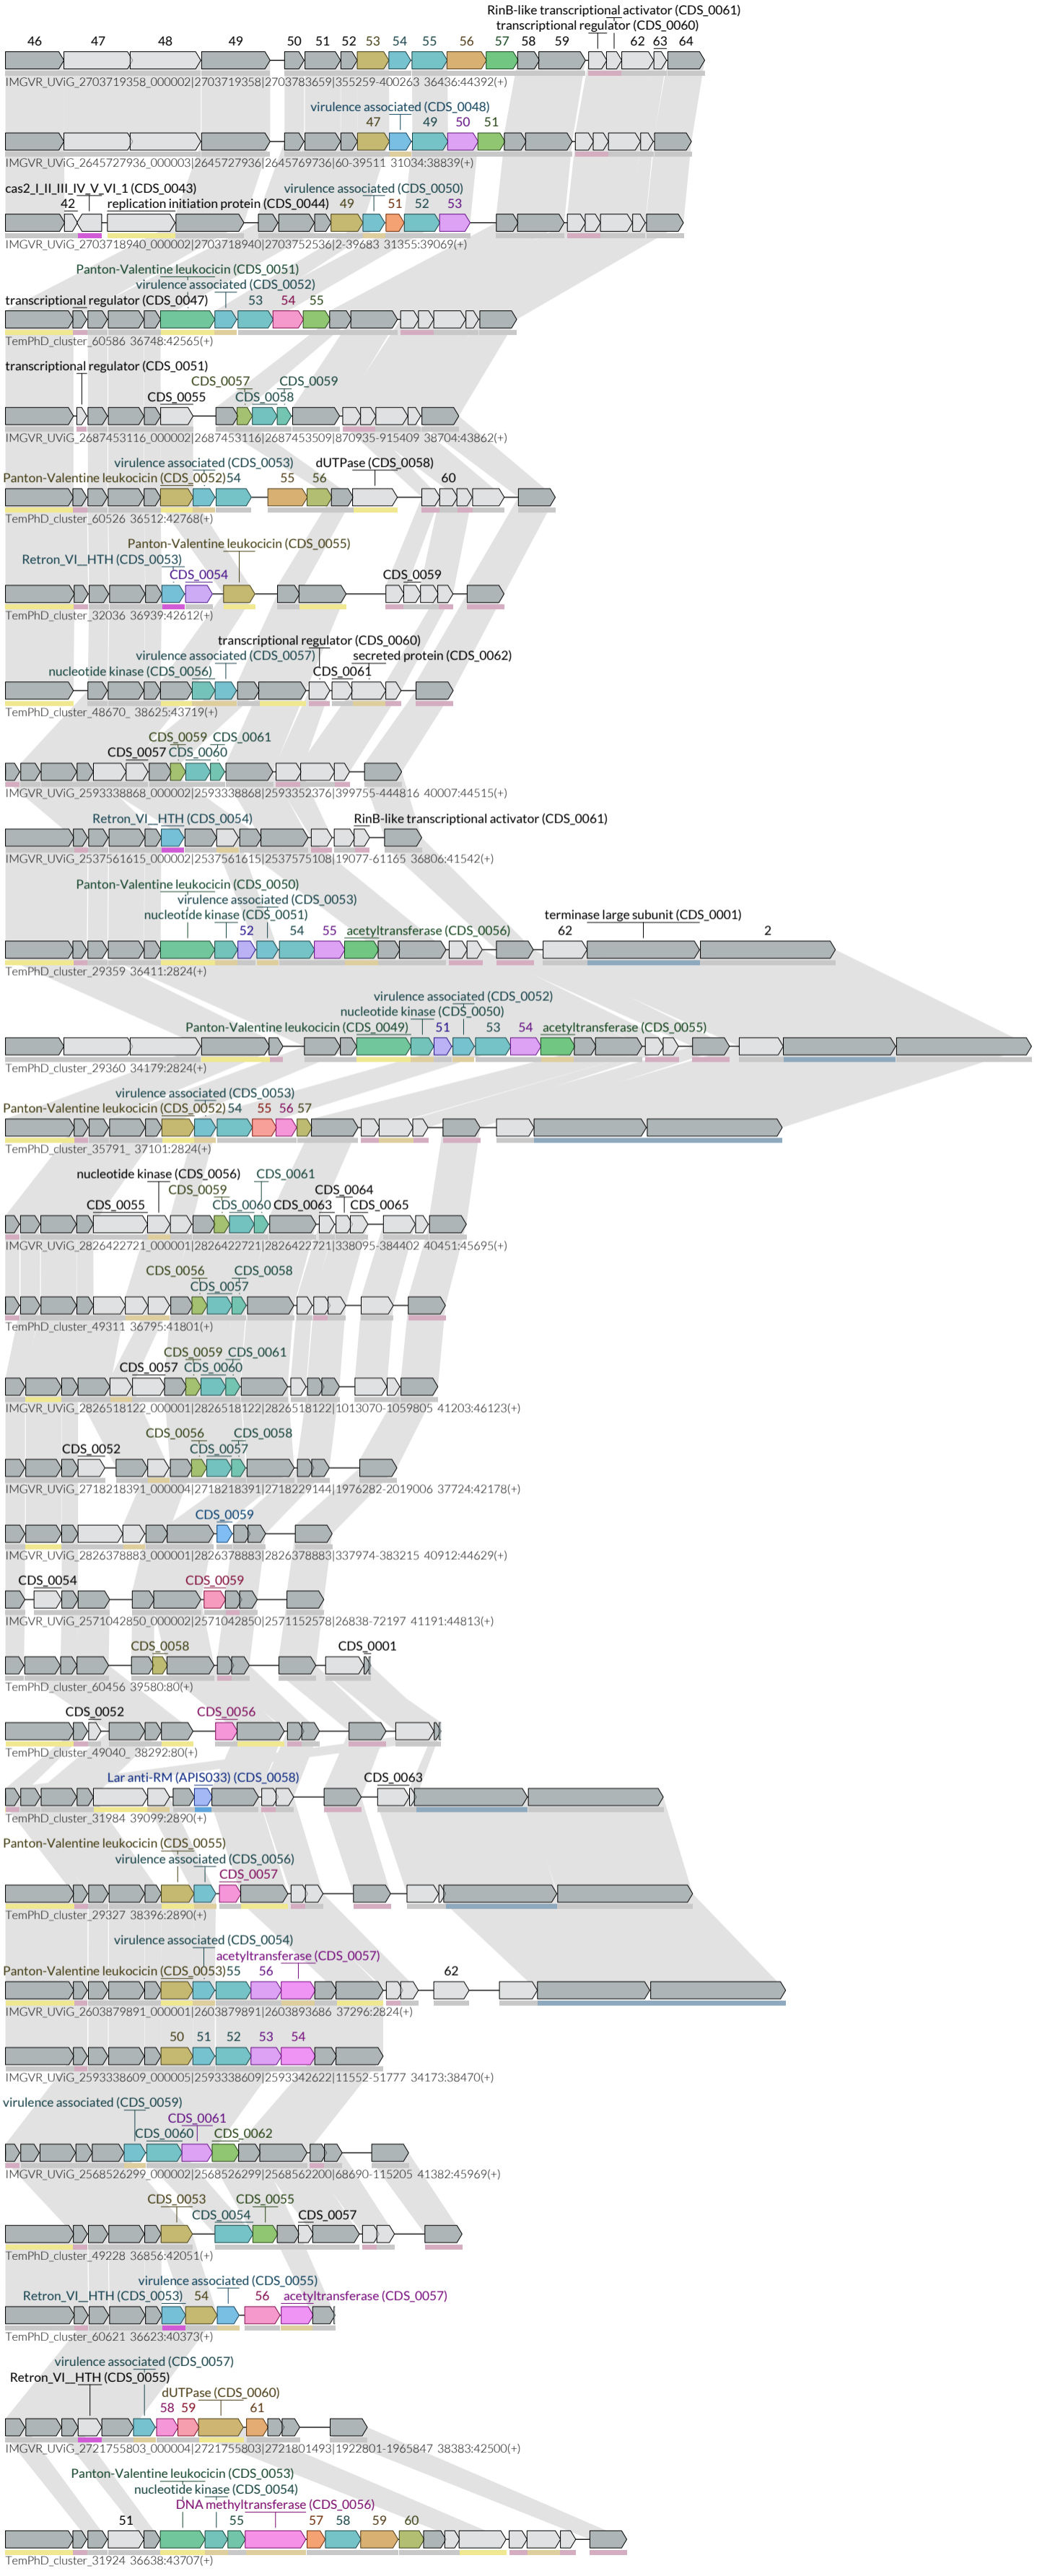 RinB-like transcriptional activator (CDS_0061)
transcriptional regulator (CDS_0060)
46 47 48 49 50 51 52 53 54 55 56 57 58 59 62 63 64
IMGVR_UViG_2703719358_000001|2703719358|2703783659|355259-400263 36436:44392(+)
virulence associated (CDS_0048)
47 49 50 51
IMGVR_UViG_2645727936_000003|2645727936|2645769736|60-39511 31034:38839(+)
cas2_I_II_III_IV_V_VI_1 (CDS_0043) virulence associated (CDS_0050)
42 replication initiation protein (CDS_0044) 49 51 52 53
IMGVR_UViG_2703718940_000002|2703718940|2703752536|2-39683 31355:39069(+)
Panton-Valentine leukocicin (CDS_0051)
virulence associated (CDS_0052)
transcriptional regulator (CDS_0047) 53 54 55
TemPhD_cluster_60586 36748:42565(+)
transcriptional regulator (CDS_0051)
CDS_0057 CDS_0059
CDS_0055 CDS_0058
IMGVR_UViG_2687453116_000002|2687453116|2687453509|870935-915409 38704:43862(+)
virulence associated (CDS_0053) dUTPase (CDS_0058)
Panton-Valentine leukocicin (CDS_0052) 54 55 56 60
TemPhD_cluster_60526 36512:42768(+)
Panton-Valentine leukocicin (CDS_0055)
Retron_VI__HTH (CDS_0053)
CDS_0054 CDS_0059
TemPhD_cluster_32036 36939:42612(+)
transcriptional regulator (CDS_0060)
virulence associated (CDS_0057) secreted protein (CDS_0062)
nucleotide kinase (CDS_0056) CDS_0061
TemPhD_cluster_48670_ 38625:43719(+)
CDS_0059 CDS_0061
CDS_0057 CDS_0060
IMGVR_UViG_2593338868_000002|2593338868|2593352376|399755-444816 40007:44515(+)
Retron_VI__HTH (CDS_0054) RinB-like transcriptional activator (CDS_0061)
IMGVR_UViG_2537561615_000002|2537561615|2537575108|19077-61165 36806:41542(+)
Panton-Valentine leukocicin (CDS_0050)
virulence associated (CDS_0053)
nucleotide kinase (CDS_0051) terminase large subunit (CDS_0001)
52 54 55 acetyltransferase (CDS_0056) 62 2
TemPhD_cluster_29359 36411:2824(+)
virulence associated (CDS_0052)
nucleotide kinase (CDS_0050)
Panton-Valentine leukocicin (CDS_0049) 51 53 54 acetyltransferase (CDS_0055)
TemPhD_cluster_29360 34179:2824(+)
virulence associated (CDS_0053)
Panton-Valentine leukocicin (CDS_0052) 54 55 56 57
TemPhD_cluster_35791_ 37101:2824(+)
nucleotide kinase (CDS_0056) CDS_0061
CDS_0059 CDS_0064
CDS_0055 CDS_0060 CDS_0063 CDS_0065
IMGVR_UViG_2826422721_000001|2826422721|2826422721|338095-384402 40451:45695(+)
CDS_0056 CDS_0058
CDS_0057
TemPhD_cluster_49311 36795:41801(+)
CDS_0059 CDS_0061
CDS_0057 CDS_0060
IMGVR_UViG_2826518122_000001|2826518122|2826518122|1013070-1059805 41203:46123(+)
CDS_0056 CDS_0058
CDS_0052 CDS_0057
IMGVR_UViG_2718218391_000004|2718218391|2718229144|1976282-2019006 37724:42178(+)
CDS_0059
IMGVR_UViG_2826378883_000001|2826378883|2826378883|337974-383215 40912:44629(+)
CDS_0054 CDS_0059
IMGVR_UViG_2571042850_000002|2571042850|2571152578|26838-72197 41191:44813(+)
CDS_0058 CDS_0001
TemPhD_cluster_60456 39580:80(+)
CDS_0052 CDS_0056
TemPhD_cluster_49040_ 38292:80(+)
Lar anti-RM (APIS033) (CDS_0058) CDS_0063
TemPhD_cluster_31984 39099:2890(+)
Panton-Valentine leukocicin (CDS_0055)
virulence associated (CDS_0056)
CDS_0057
TemPhD_cluster_29327 38396:2890(+)
virulence associated (CDS_0054)
acetyltransferase (CDS_0057)
Panton-Valentine leukocicin (CDS_0053) 55 56 62
IMGVR_UViG_2603879891_000001|2603879891|2603893686 37296:2824(+)
50 51 52 53 54
IMGVR_UViG_2593338609_000005|2593338609|2593342622|11552-51777 34173:38470(+)
virulence associated (CDS_0059)
CDS_0061
CDS_0060 CDS_0062
IMGVR_UViG_2568526299_000002|2568526299|2568562200|68690-115205 41382:45969(+)
CDS_0053 CDS_0055
CDS_0054 CDS_0057
TemPhD_cluster_49228 36856:42051(+)
virulence associated (CDS_0055)
Retron_VI__HTH (CDS_0053) 54 56 acetyltransferase (CDS_0057)
TemPhD_cluster_60621 36623:40373(+)
virulence associated (CDS_0057)
Retron_VI__HTH (CDS_0055)
dUTPase (CDS_0060)
58 59 61
IMGVR_UViG_2721755803_000004|2721755803|2721801493|1922801-1965847 38383:42500(+)
Panton-Valentine leukocicin (CDS_0053)
nucleotide kinase (CDS_0054)
DNA methyltransferase (CDS_0056)
51 55 57 58 59 60
TemPhD_cluster_31924 36638:43707(+)